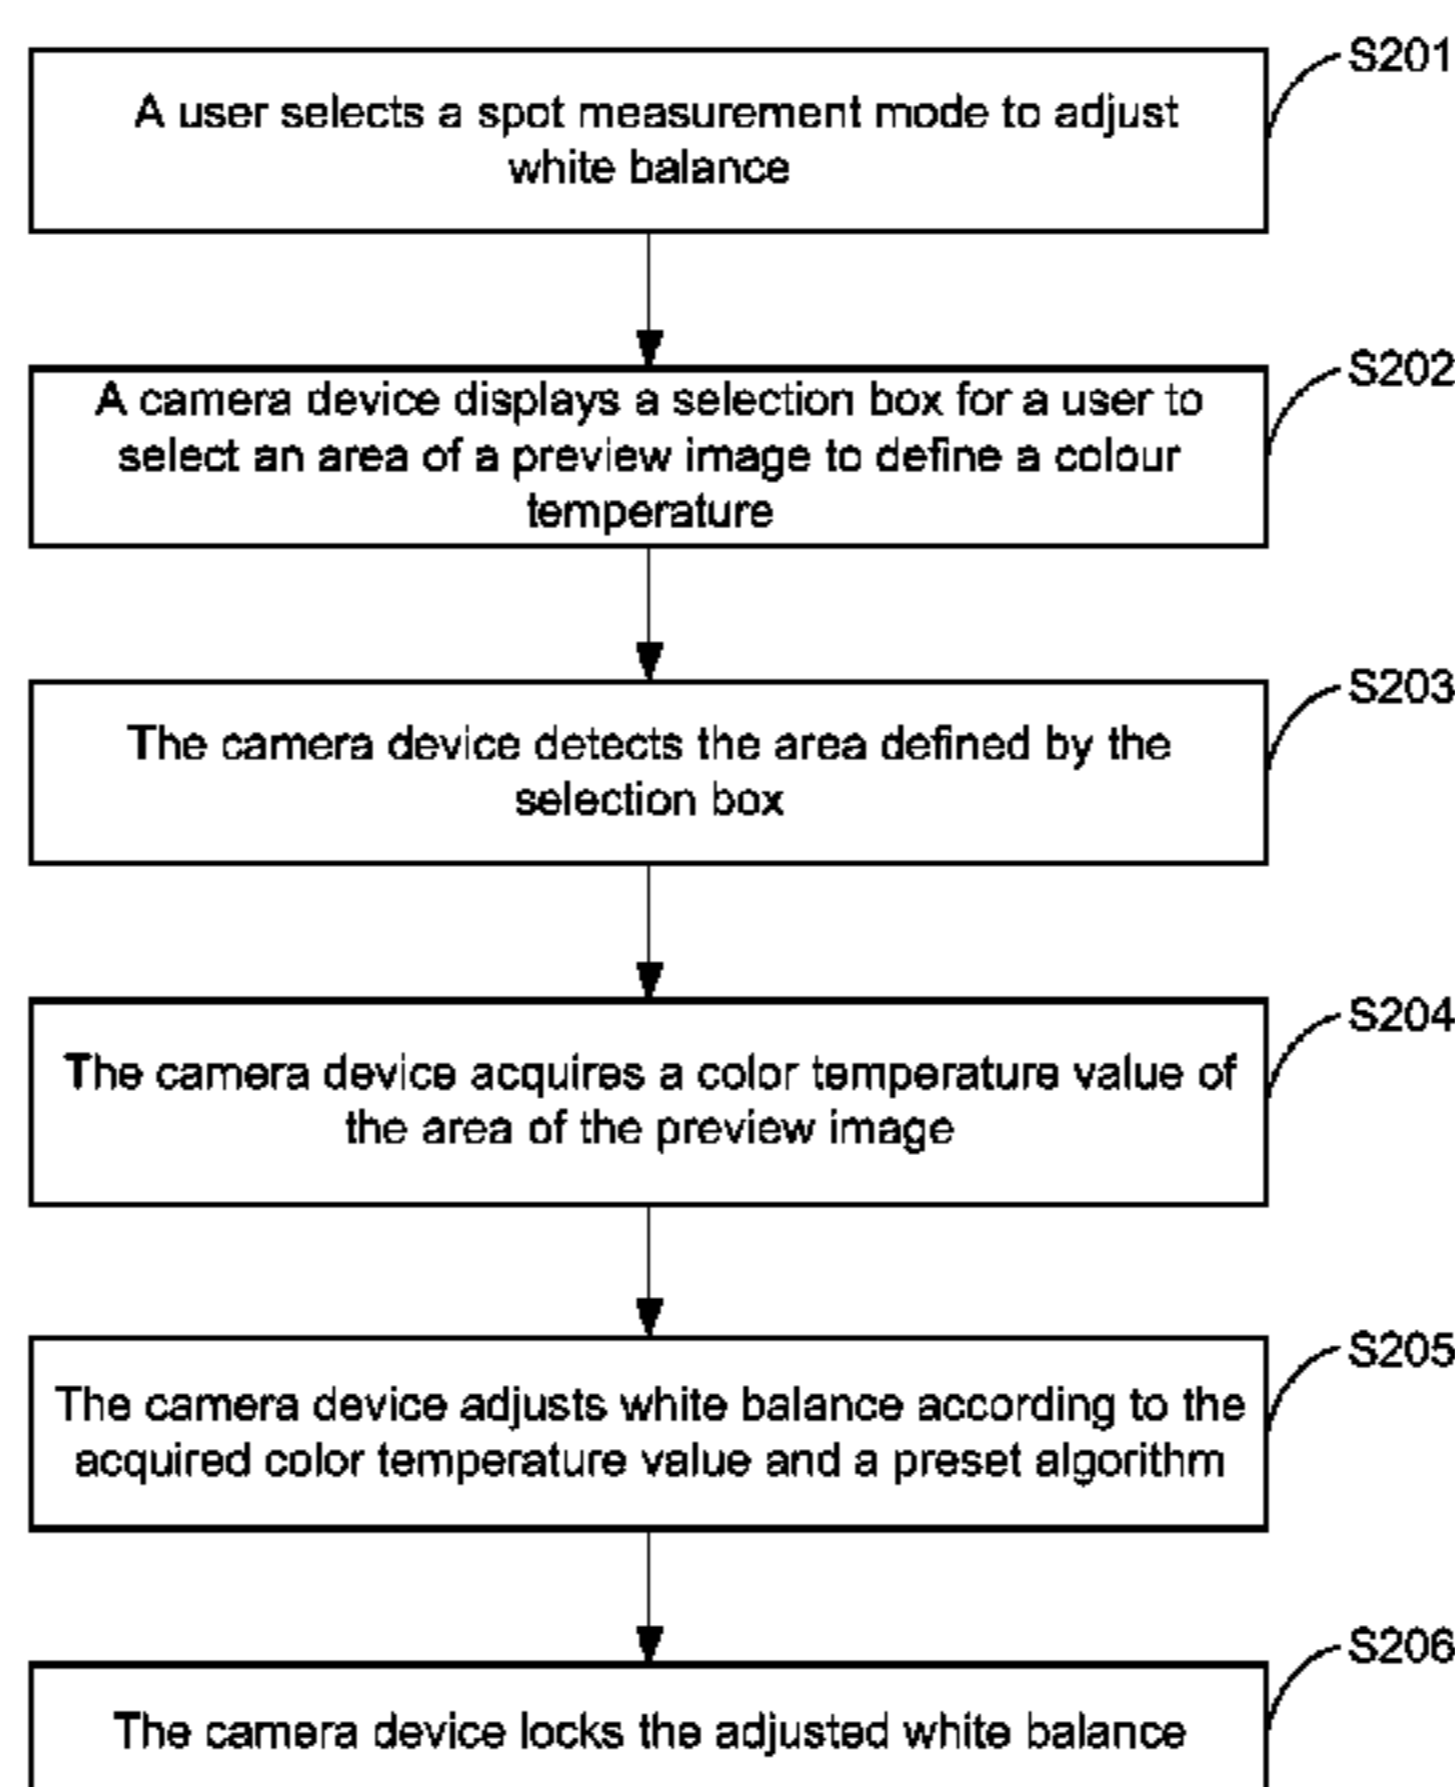 S201
A user selects a spot measurement mode to adjust
white balance
S202
A camera device displays a selection box for a user to
select an area of a preview image to define a colour
temperature
S203
The camera device detects the area defined by the
selection box
S204
The camera device acquires a color temperature value of
the area of the preview image
S205
The camera device adjusts white balance according to the
acquired color temperature value and a preset algorithm
S206
The camera device locks the adjusted white balance